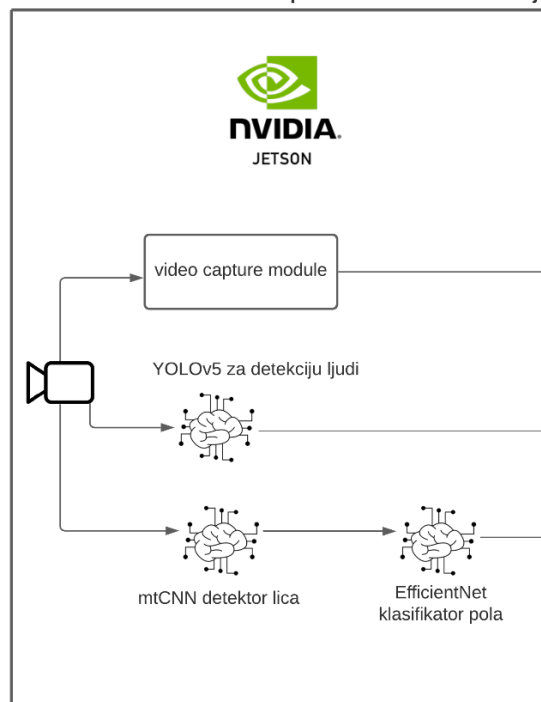 NVIDIA.
JETSON
video capture module
YOLOv5 za detekciju ljudi
mtCNN detektor lica
EfficientNet
klasifikator pola